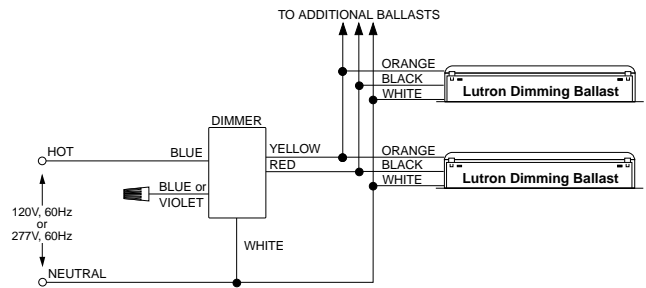 TO ADDITIONAL BALLASTS
ORANGE
BLACK
WHITE
Lutron Dimming Ballast
DIMMER
HOT
BLUE
YELLOW
RED
ORANGE
BLACK
WHITE
Lutron Dimming Ballast
BLUE or
VIOLET
120V, 60Hz
or
277V, 60Hz
WHITE
NEUTRAL